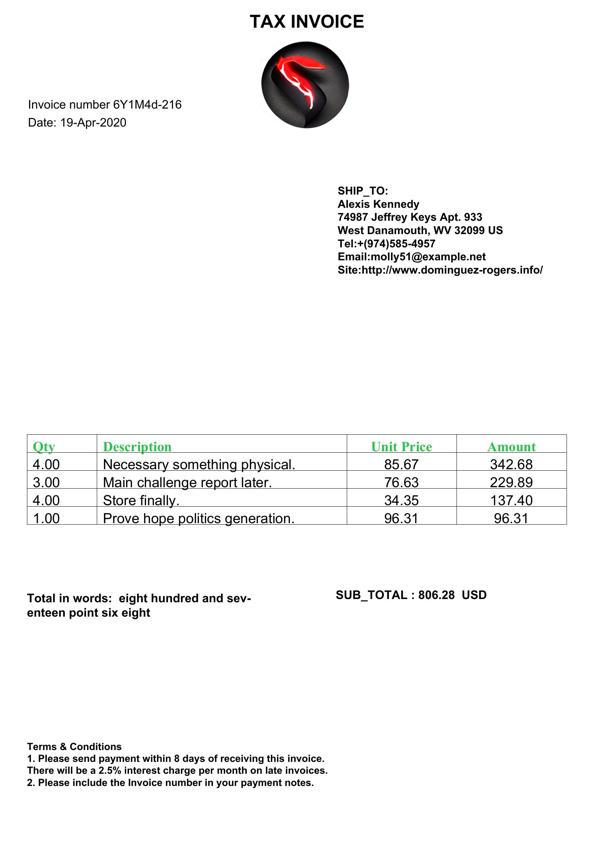 TAX INVOICE
Invoice number 6Y1M4d-216
Date: 19-Apr-2020
SHIP_TO:
Alexis Kennedy
74987 Jeffrey Keys Apt. 933
West Danamouth, WV 32099 US
Tel:+(974)585-4957
Email:molly51@example.net
Site:http://www.dominguez-rogers.info/
Qty Description Unit Price Amount
4.00 Necessary something physical. 85.67 342.68
3.00 Main challenge report later. 76.63 229.89
4.00 Store finally. 34.35 137.40
1.00 Prove hope politics generation. 96.31 96.31
Total in words: eight hundred and sev-
enteen point six eight
SUB_TOTAL : 806.28 USD
Terms & Conditions
1. Please send payment within 8 days of receiving this invoice.
There will be a 2.5% interest charge per month on late invoices.
2. Please include the Invoice number in your payment notes.